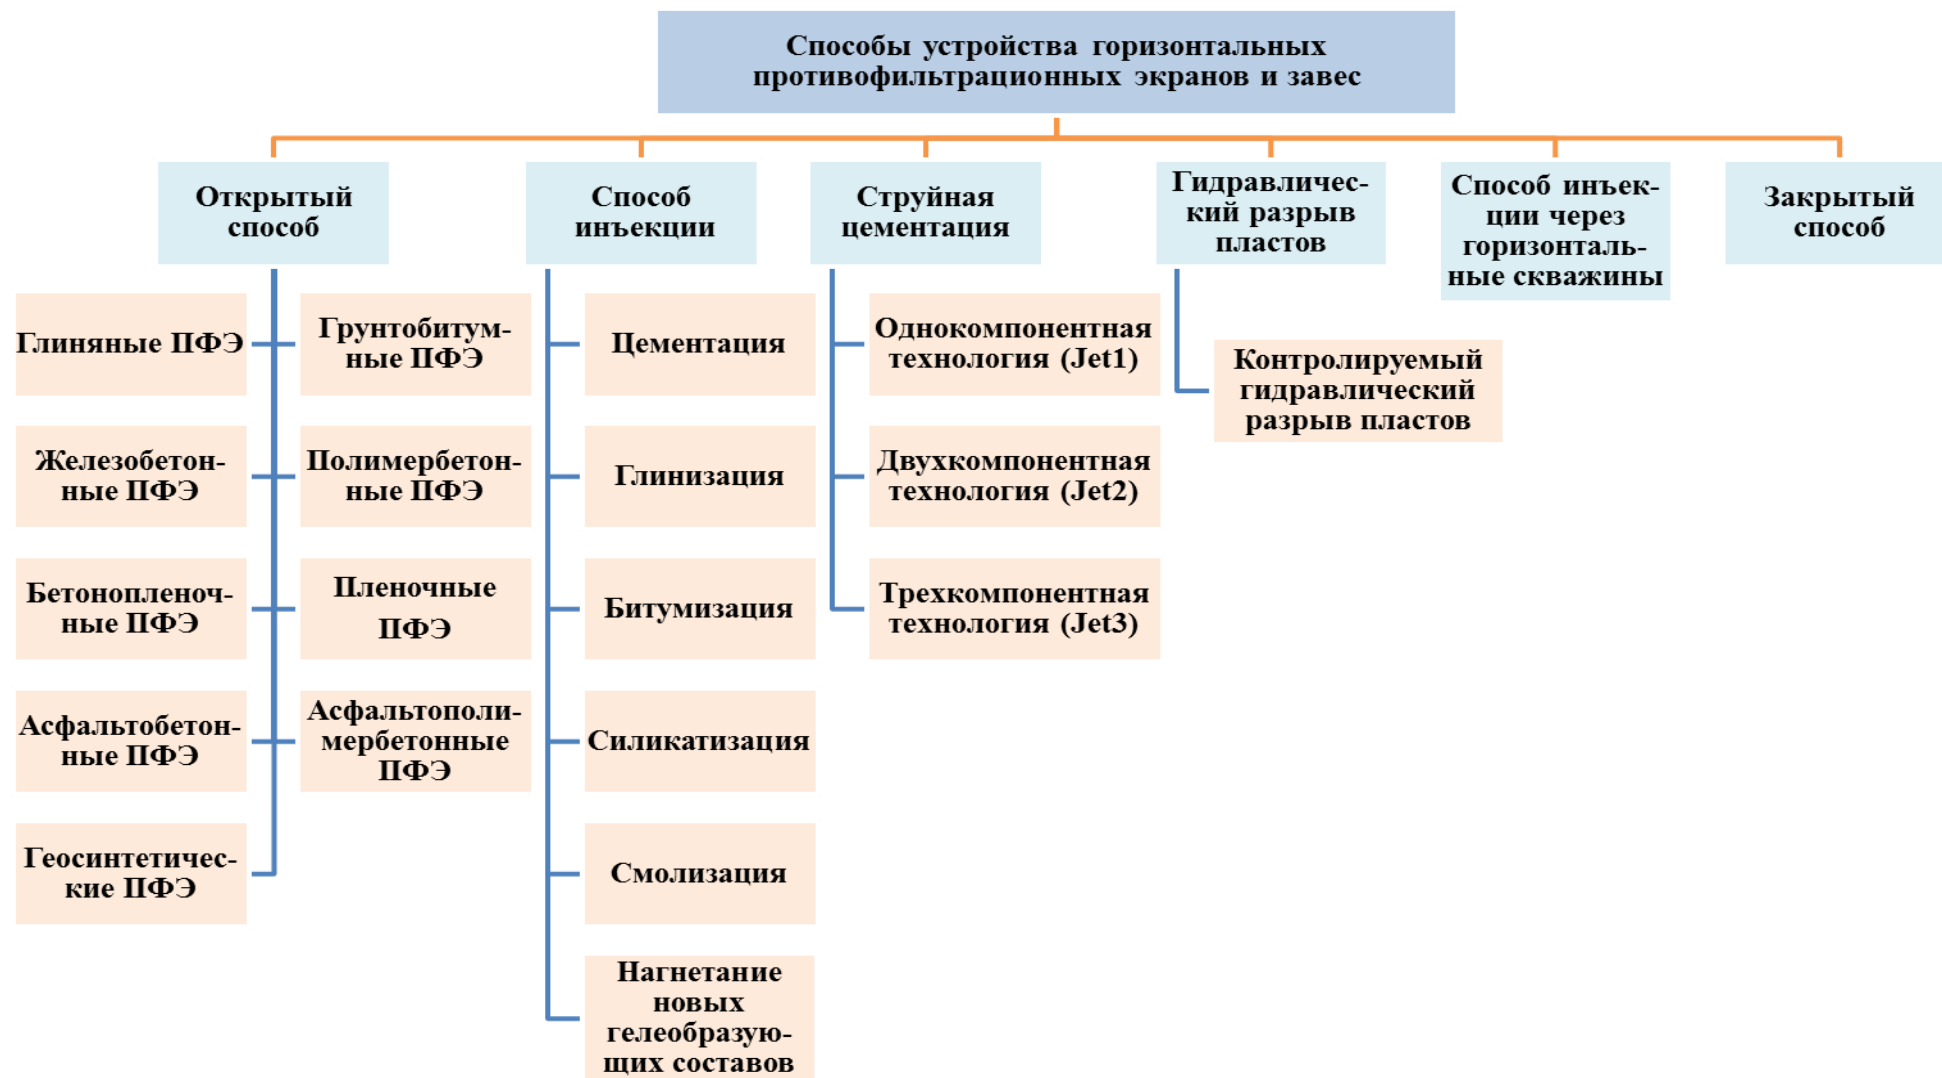 Способы устройства горизонтальных
противофильтрационных экранов и завес
Открытый
способ
Способ
инъекции
Струйная
цементация
Гидравличес-
кий разрыв
пластов
Способ инъек-
ции через
горизонталь-
ные скважины
Закрытый
способ
Глиняные ПФЭ
Грунтобитум-
ные ПФЭ
Железобетон-
ные ПФЭ
Полимербетон-
ные ПФЭ
Бетонопленоч-
ные ПФЭ
Пленочные
ПФЭ
Асфальтобетон-
ные ПФЭ
Асфальтополи-
мербетонные
ПФЭ
Геосинтетичес-
кие ПФЭ
Цементация
Глинизация
Битумизация
Силикатизация
Смолизация
Нагнетание
новых
гелеобразую-
щих составов
Однокомпонентная
технология (Jet1)
Двухкомпонентная
технология (Jet2)
Трехкомпонентная
технология (Jet3)
Контролируемый
гидравлический
разрыв пластов